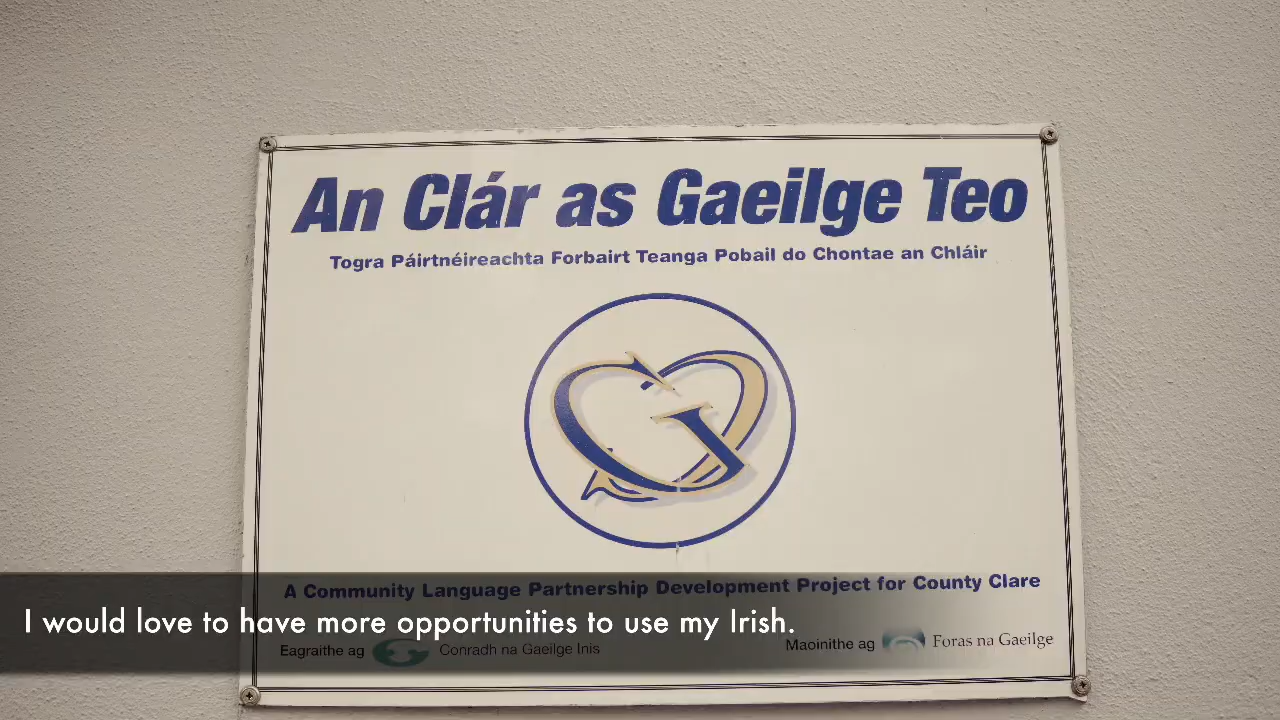 An Clár as Gaeilge Teo
Togra Páirtnéireachta Forbairt Teanga Pobail do Chontae an Chláir
A Community Language Partnership Development Project for County Clare
I would love to have more opportunities to use my Irish.
Eagraithe ag Conradh na Gaeilge Inis Maoinithe ag Foras na Gaeilge